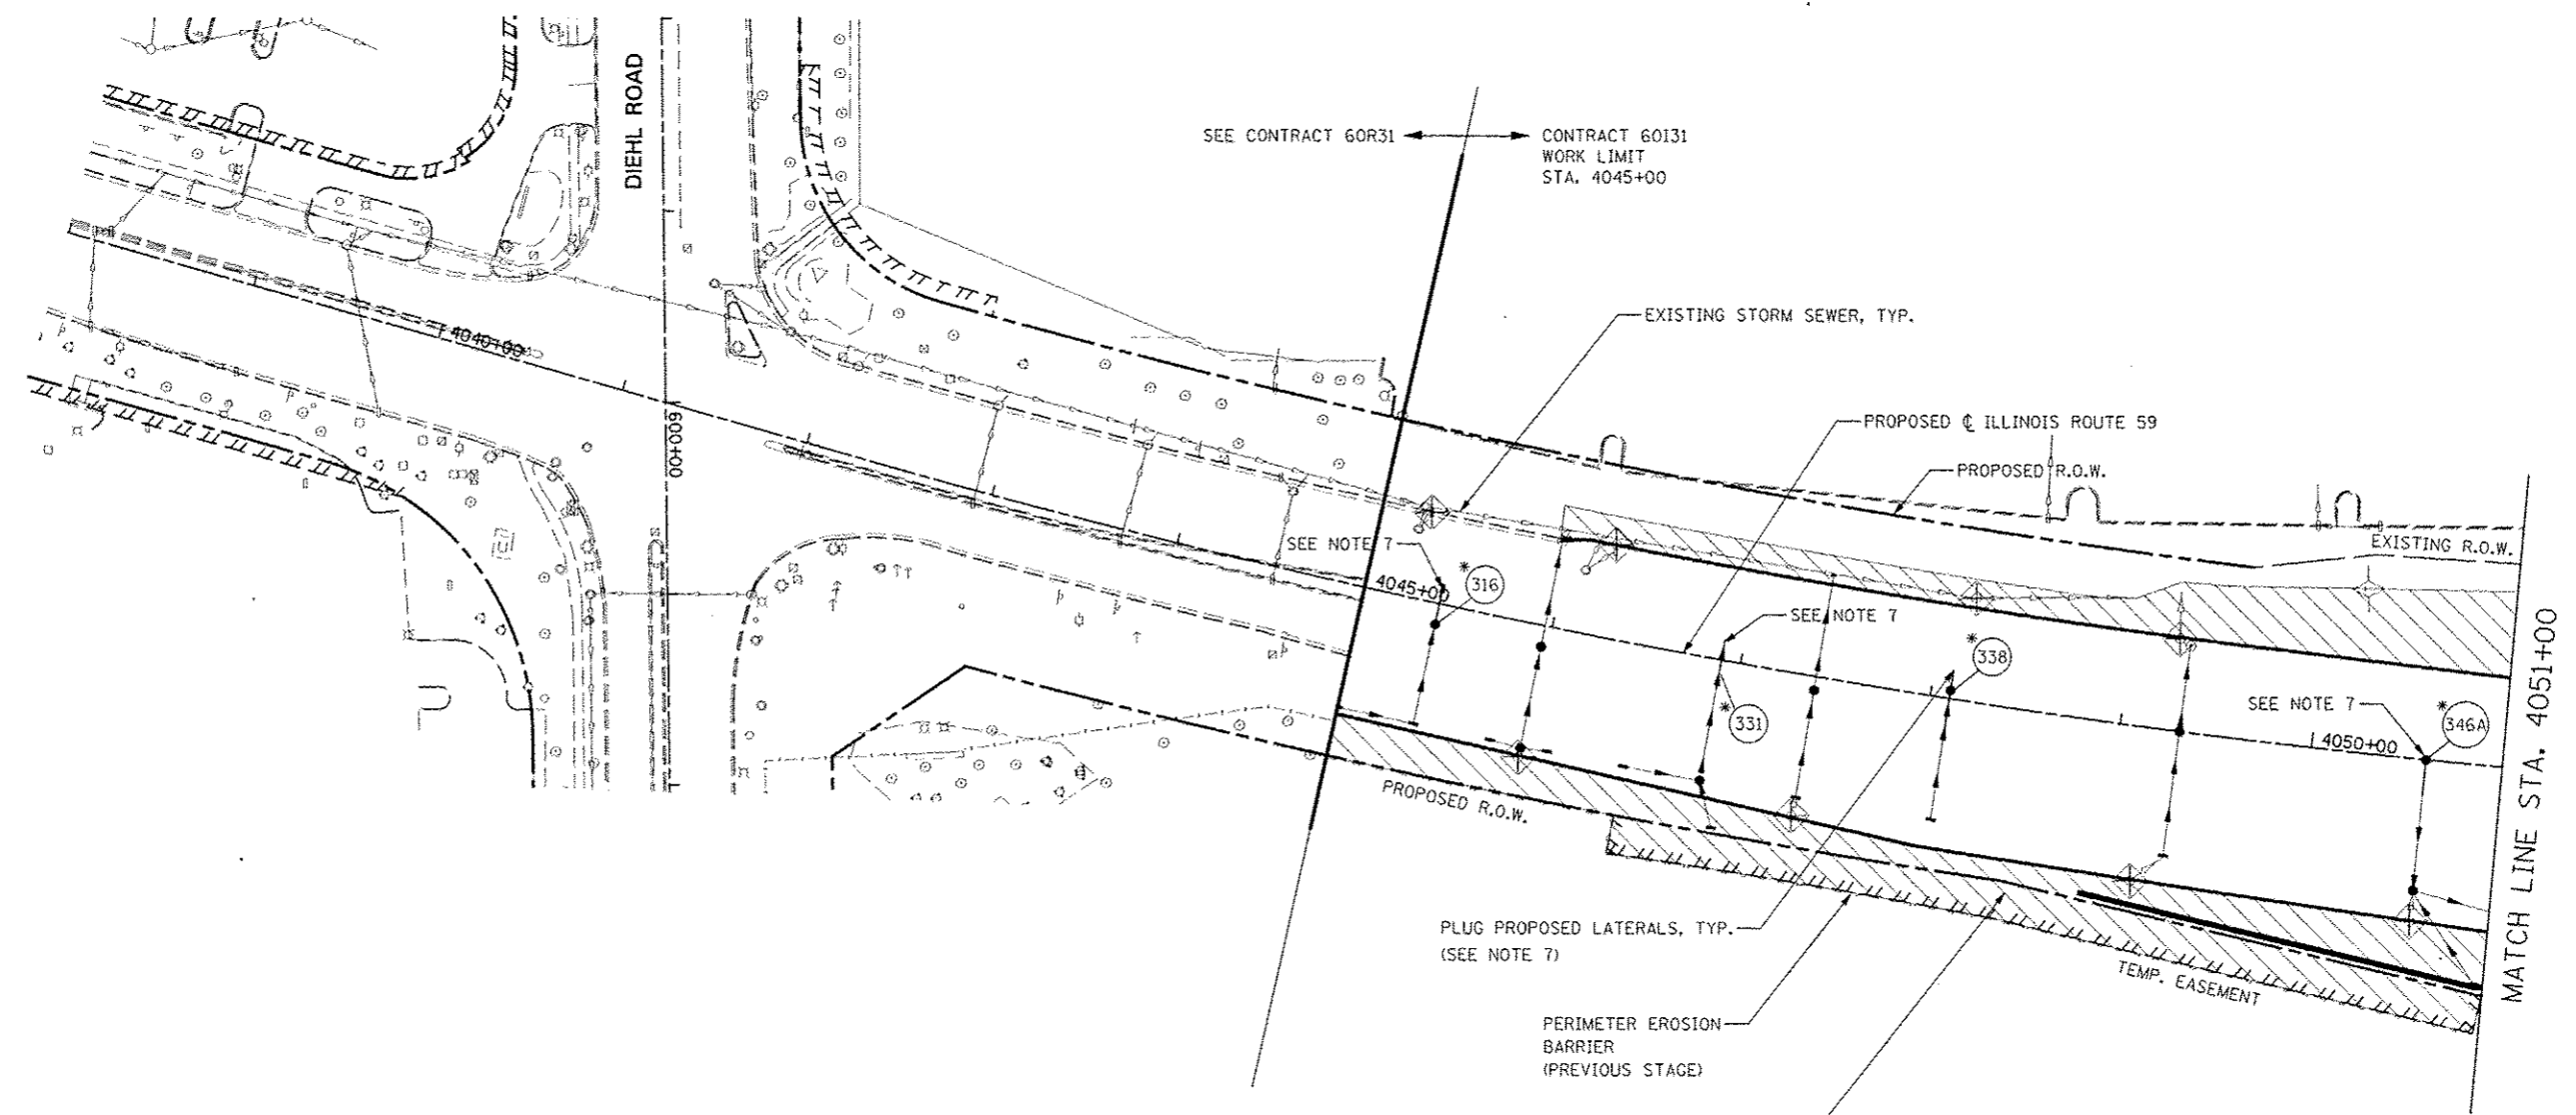 DIEHL ROAD
SEE CONTRACT 60R31
CONTRACT 60I31
WORK LIMIT
STA. 4045+00
EXISTING STORM SEWER, TYP.
4040+00
PROPOSED ℄ ILLINOIS ROUTE 59
600+009
PROPOSED R.O.W.
EXISTING R.O.W.
SEE NOTE 7
* 316
4045+00
SEE NOTE 7
* 338
* 331
SEE NOTE 7
* 346A
4050+00
MATCH LINE STA. 4051+00
PROPOSED R.O.W.
PLUG PROPOSED LATERALS, TYP.
(SEE NOTE 7)
TEMP. EASEMENT
PERIMETER EROSION
BARRIER
(PREVIOUS STAGE)